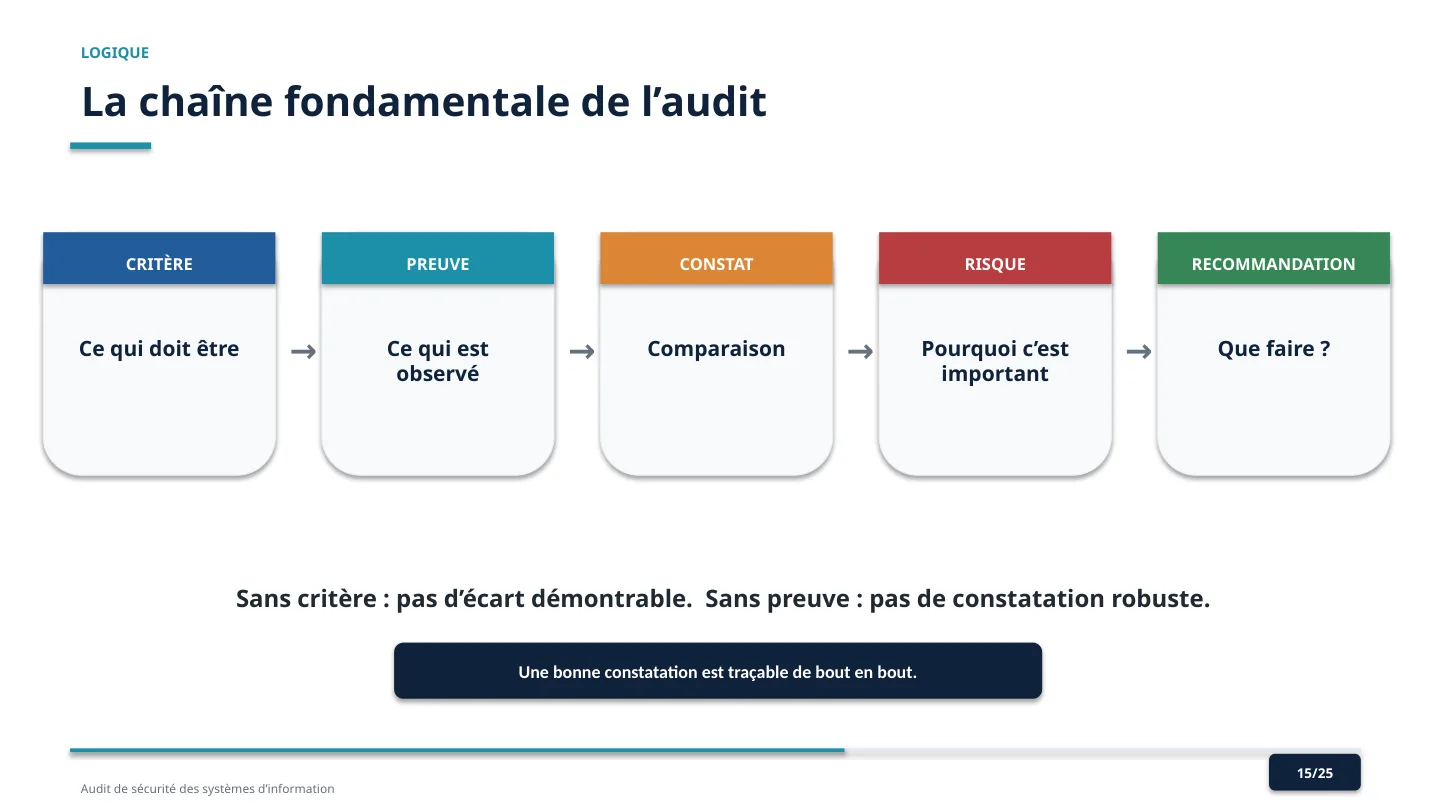 LOGIQUE
La chaîne fondamentale de l’audit
CRITÈRE
Ce qui doit être
→
PREUVE
Ce qui est
observé
→
CONSTAT
Comparaison
→
RISQUE
Pourquoi c’est
important
→
RECOMMANDATION
Que faire ?
Sans critère : pas d’écart démontrable.  Sans preuve : pas de constatation robuste.
Une bonne constatation est traçable de bout en bout.
Audit de sécurité des systèmes d’information
15/25